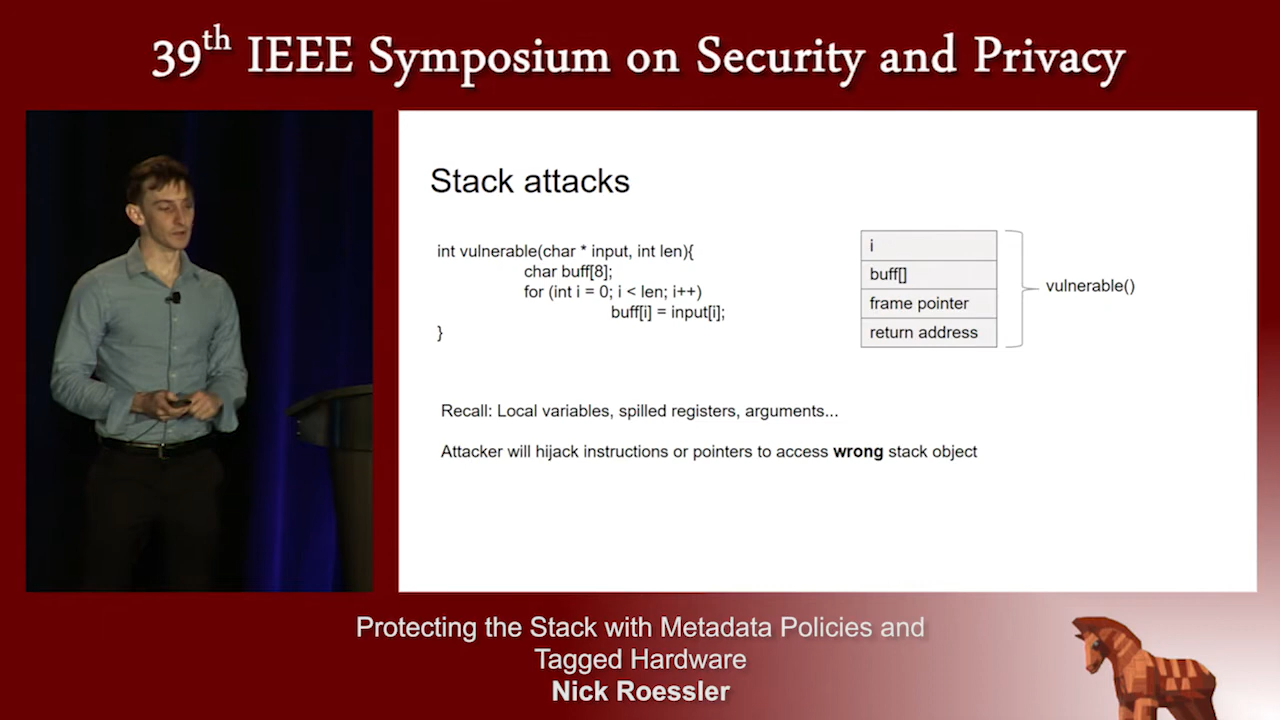 39th IEEE Symposium on Security and Privacy
Stack attacks
int vulnerable(char * input, int len){
char buff[8];
for (int i = 0; i < len; i++)
buff[i] = input[i];
}
i
buff[]
frame pointer
return address
vulnerable()
Recall: Local variables, spilled registers, arguments...
Attacker will hijack instructions or pointers to access wrong stack object
Protecting the Stack with Metadata Policies and
Tagged Hardware
Nick Roessler